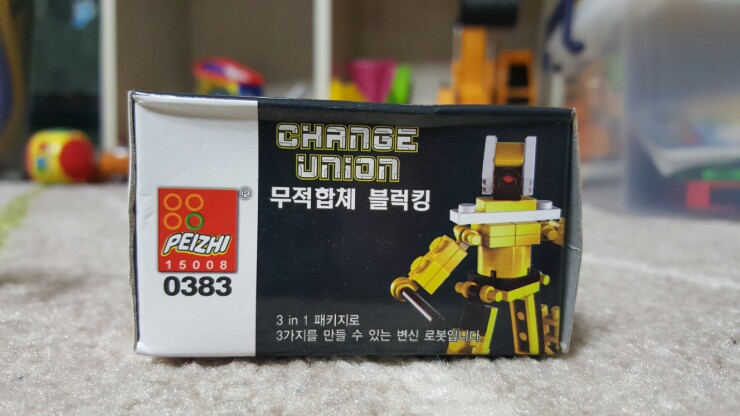 CHANGE
UNION
무적합체 블럭킹
®
PEIZHI
15008
0383
3 in 1 패키지로
3가지를 만들 수 있는 변신 로봇입니다.